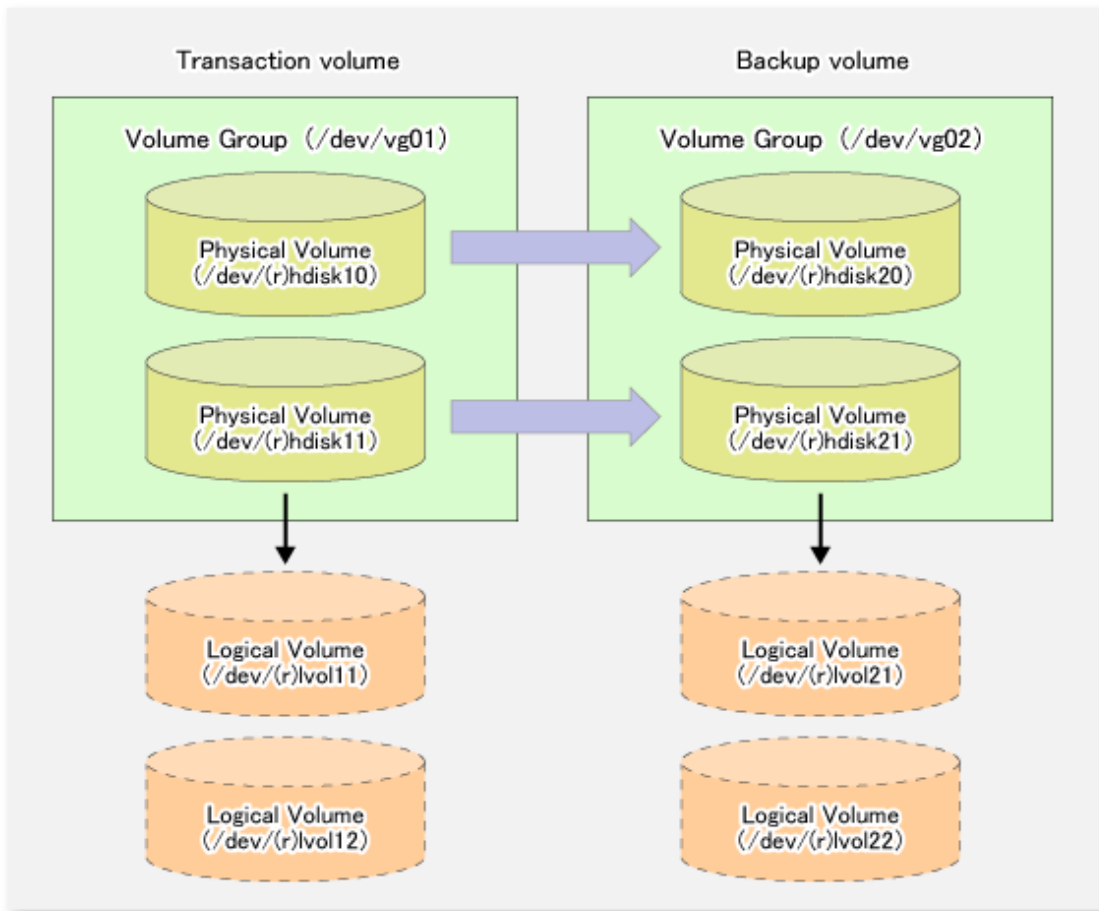 Transaction volume
Backup volume
Volume Group (/dev/vg01)
Physical Volume
(/dev/(r)hdisk10)
Physical Volume
(/dev/(r)hdisk11)
Volume Group (/dev/vg02)
Physical Volume
(/dev/(r)hdisk20)
Physical Volume
(/dev/(r)hdisk21)
Logical Volume
(/dev/(r)lvol11)
Logical Volume
(/dev/(r)lvol12)
Logical Volume
(/dev/(r)lvol21)
Logical Volume
(/dev/(r)lvol22)